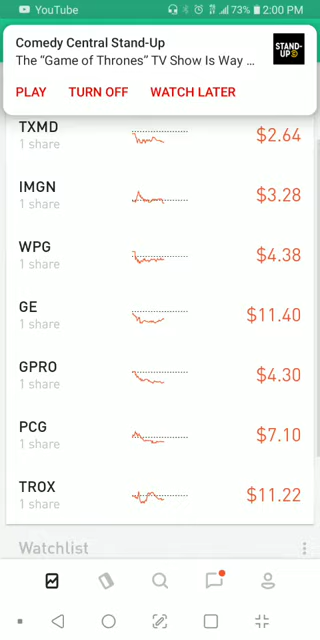 YouTube 73% 2:00 PM
Comedy Central Stand-Up
The “Game of Thrones” TV Show Is Way ...
STAND-
UP
PLAY TURN OFF WATCH LATER
TXMD
1 share
$2.64
IMGN
1 share
$3.28
WPG
1 share
$4.38
GE
1 share
$11.40
GPRO
1 share
$4.30
PCG
1 share
$7.10
TROX
1 share
$11.22
Watchlist